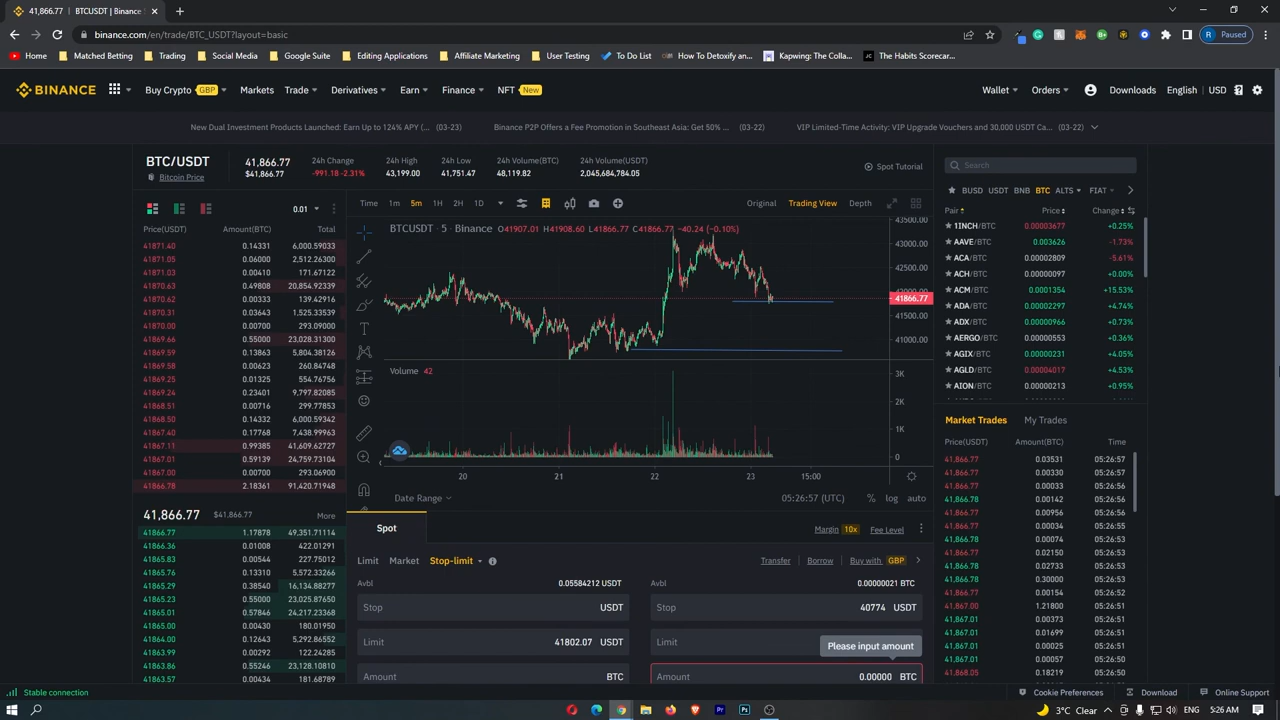 41,866.77 | BTCUSDT | Binance
binance.com/en/trade/BTC_USDT?layout=basic
R Paused
Home Matched Betting Trading Social Media Google Suite Editing Applications Affiliate Marketing User Testing To Do List How To Detoxify an... Kapwing: The Colla... The Habits Scorecar...
BINANCE Buy Crypto GBP Markets Trade Derivatives Earn Finance NFT New Wallet Orders Downloads English USD
New Dual Investment Products Launched: Earn Up to 124% APY (... (03-23) Binance P2P Offers a Fee Promotion in Southeast Asia: Get 50% ... (03-22) VIP Limited-Time Activity: VIP Upgrade Vouchers and 30,000 USDT Ca... (03-22)
BTC/USDT
Bitcoin Price
41,866.77
$41,866.77
24h Change
-991.18 -2.31%
24h High
43,199.00
24h Low
41,751.47
24h Volume(BTC)
48,119.82
24h Volume(USDT)
2,045,684,784.05
Spot Tutorial
0.01
Price(USDT) Amount(BTC) Total
41871.40 0.14331 6,000.59033
41871.05 0.06000 2,512.26300
41871.03 0.00410 171.67122
41870.63 0.49808 20,854.92339
41870.62 0.00333 139.42916
41870.31 0.03643 1,525.33539
41870.00 0.00700 293.09000
41869.66 0.55000 23,028.31300
41869.59 0.13863 5,804.38126
41869.58 0.00623 260.84748
41869.25 0.01325 554.76756
41869.24 0.23401 9,797.82085
41868.51 0.00716 299.77853
41868.50 0.14332 6,000.59342
41867.40 0.17768 7,438.99963
41867.11 0.99385 41,609.62727
41867.01 0.59139 24,759.73104
41867.00 0.00700 293.06900
41866.78 2.18361 91,420.71948
41,866.77 $41,866.77 More
41866.77 1.17878 49,351.71114
41866.36 0.01008 422.01291
41865.83 0.00544 227.75012
41865.76 0.13310 5,572.33266
41865.29 0.38540 16,134.88277
41865.23 0.55000 23,025.87650
41865.01 0.57846 24,217.23368
41865.00 0.00430 180.01950
41864.00 0.12643 5,292.86552
41863.99 0.00292 122.24285
41863.86 0.55246 23,128.10810
41863.57 0.00434 181.68789
Time 1m 5m 1H 2H 1D
Original Trading View Depth
BTCUSDT · 5 · Binance O41907.01 H41908.60 L41866.77 C41866.77 -40.24 (-0.10%)
43500.00
43000.00
42500.00
41866.77
41500.00
41000.00
Volume 42
3K
2K
1K
0
20 21 22 23 15:00
Date Range 05:26:57 (UTC) % log auto
Spot
Margin 10x Fee Level
Limit Market Stop-limit
Transfer Borrow Buy with GBP
Avbl 0.05584212 USDT
Stop USDT
Limit 41802.07 USDT
Amount BTC
Avbl 0.00000021 BTC
Stop 40774 USDT
Limit
Please input amount
Amount 0.00000 BTC
Search
BUSD USDT BNB BTC ALTS FIAT
Pair Price Change
1INCH/BTC 0.00003677 +0.25%
AAVE/BTC 0.003626 -1.73%
ACA/BTC 0.00002809 -5.61%
ACH/BTC 0.00000097 +0.00%
ACM/BTC 0.0001354 +15.53%
ADA/BTC 0.00002297 +4.74%
ADX/BTC 0.00000966 +0.73%
AERGO/BTC 0.00000553 +0.36%
AGIX/BTC 0.00000231 +4.05%
AGLD/BTC 0.00004017 +4.53%
AION/BTC 0.00000213 +0.95%
Market Trades My Trades
Price(USDT) Amount(BTC) Time
41,866.77 0.03531 05:26:57
41,866.77 0.00330 05:26:57
41,866.77 0.00033 05:26:56
41,866.78 0.00142 05:26:56
41,866.77 0.00956 05:26:56
41,866.77 0.00034 05:26:55
41,866.78 0.00074 05:26:53
41,866.77 0.02150 05:26:53
41,866.78 0.02733 05:26:53
41,866.78 0.30000 05:26:53
41,866.77 0.00154 05:26:52
41,867.00 1.21800 05:26:51
41,867.01 0.00373 05:26:51
41,867.01 0.01699 05:26:51
41,867.01 0.00025 05:26:51
41,867.01 0.00057 05:26:50
41,868.05 0.18219 05:26:50
Stable connection
Cookie Preferences Download Online Support
3°C Clear 5:26 AM